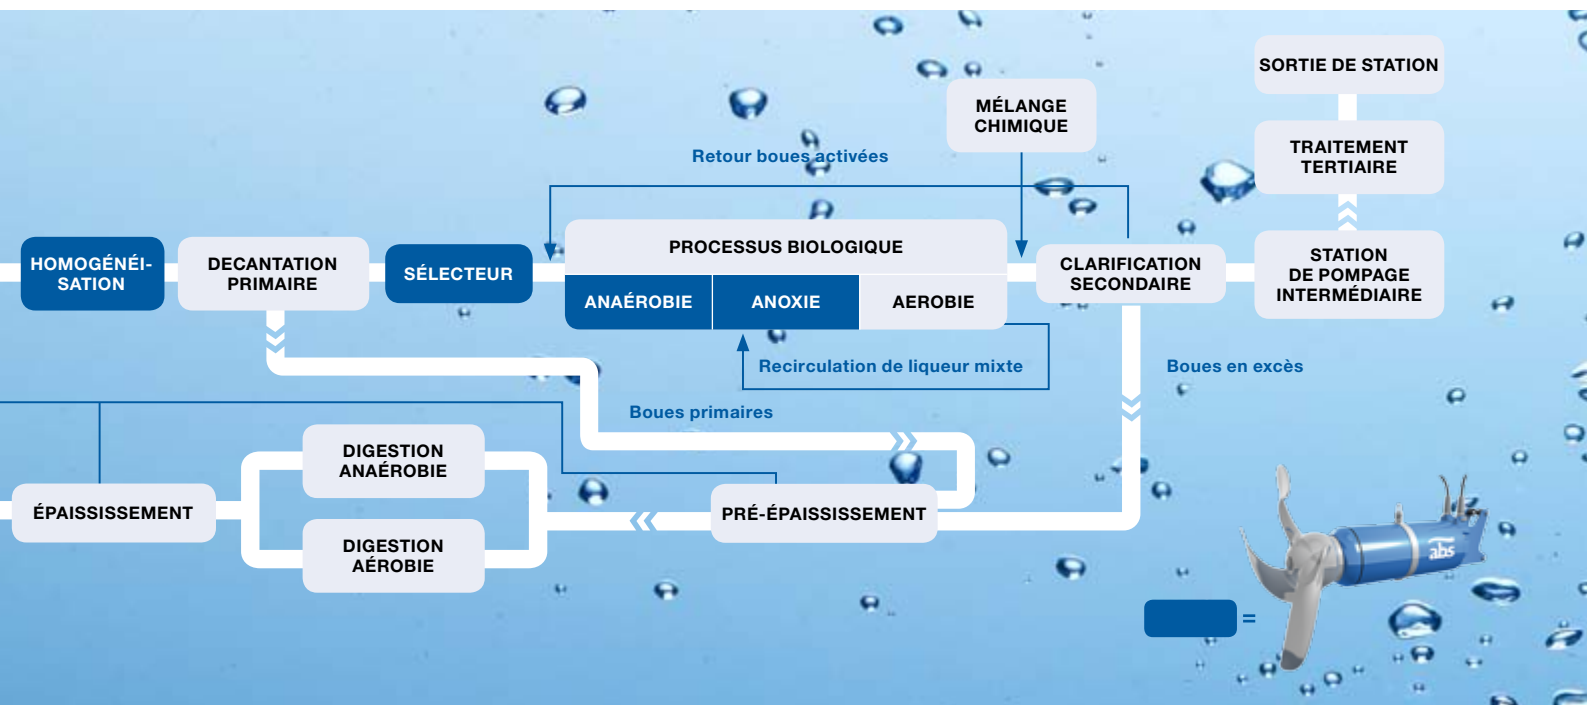 SORTIE DE STATION
MÉLANGE
CHIMIQUE
TRAITEMENT
TERTIAIRE
Retour boues activées
HOMOGÉNÉI-
SATION
DECANTATION
PRIMAIRE
SÉLECTEUR
PROCESSUS BIOLOGIQUE
ANAÉROBIE
ANOXIE
AEROBIE
CLARIFICATION
SECONDAIRE
STATION
DE POMPAGE
INTERMÉDIAIRE
Recirculation de liqueur mixte
Boues en excès
Boues primaires
DIGESTION
ANAÉROBIE
ÉPAISSISSEMENT
PRÉ-ÉPAISSISSEMENT
DIGESTION
AÉROBIE
abs
=